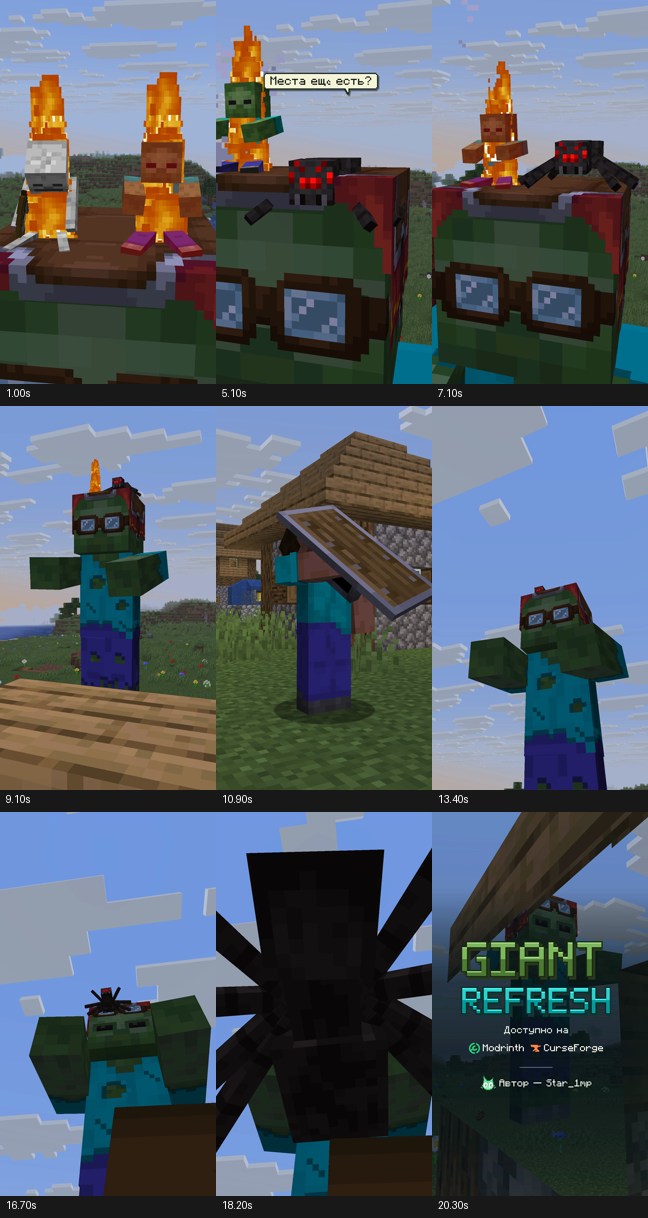 Места еще есть?
1.00s
5.10s
7.10s
9.10s
10.90s
13.40s
16.70s
18.20s
GIANT
REFRESH
Доступно на
Modrinth CurseForge
Автор — Star_1mp
20.30s